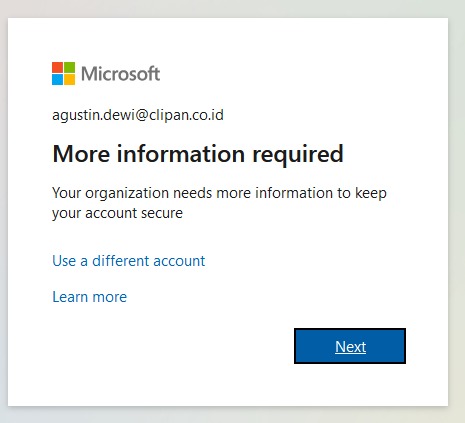 Microsoft
agustin.dewi@clipan.co.id
More information required
Your organization needs more information to keep
your account secure
Use a different account
Learn more
Next